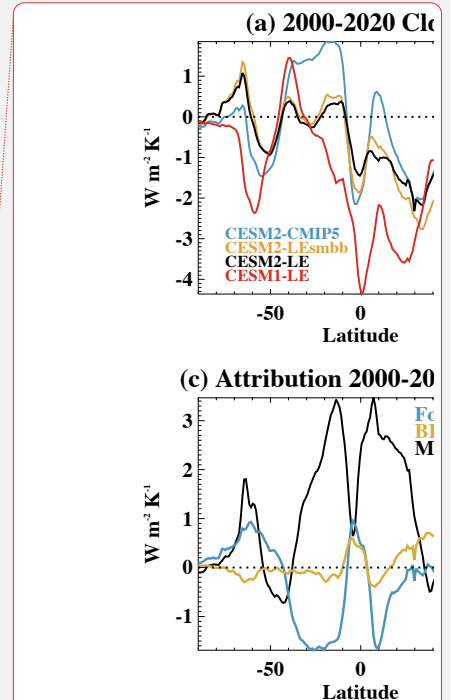 (a) 2000-2020
1
0
-1
-2
-3
-4
W m⁻² K⁻¹
CESM2-CMIP5
CESM2-LEsmbb
CESM2-LE
CESM1-LE
-50 0
Latitude
(c) Attribution 2000-20
3
2
1
0
-1
W m⁻² K⁻¹
-50 0
Latitude